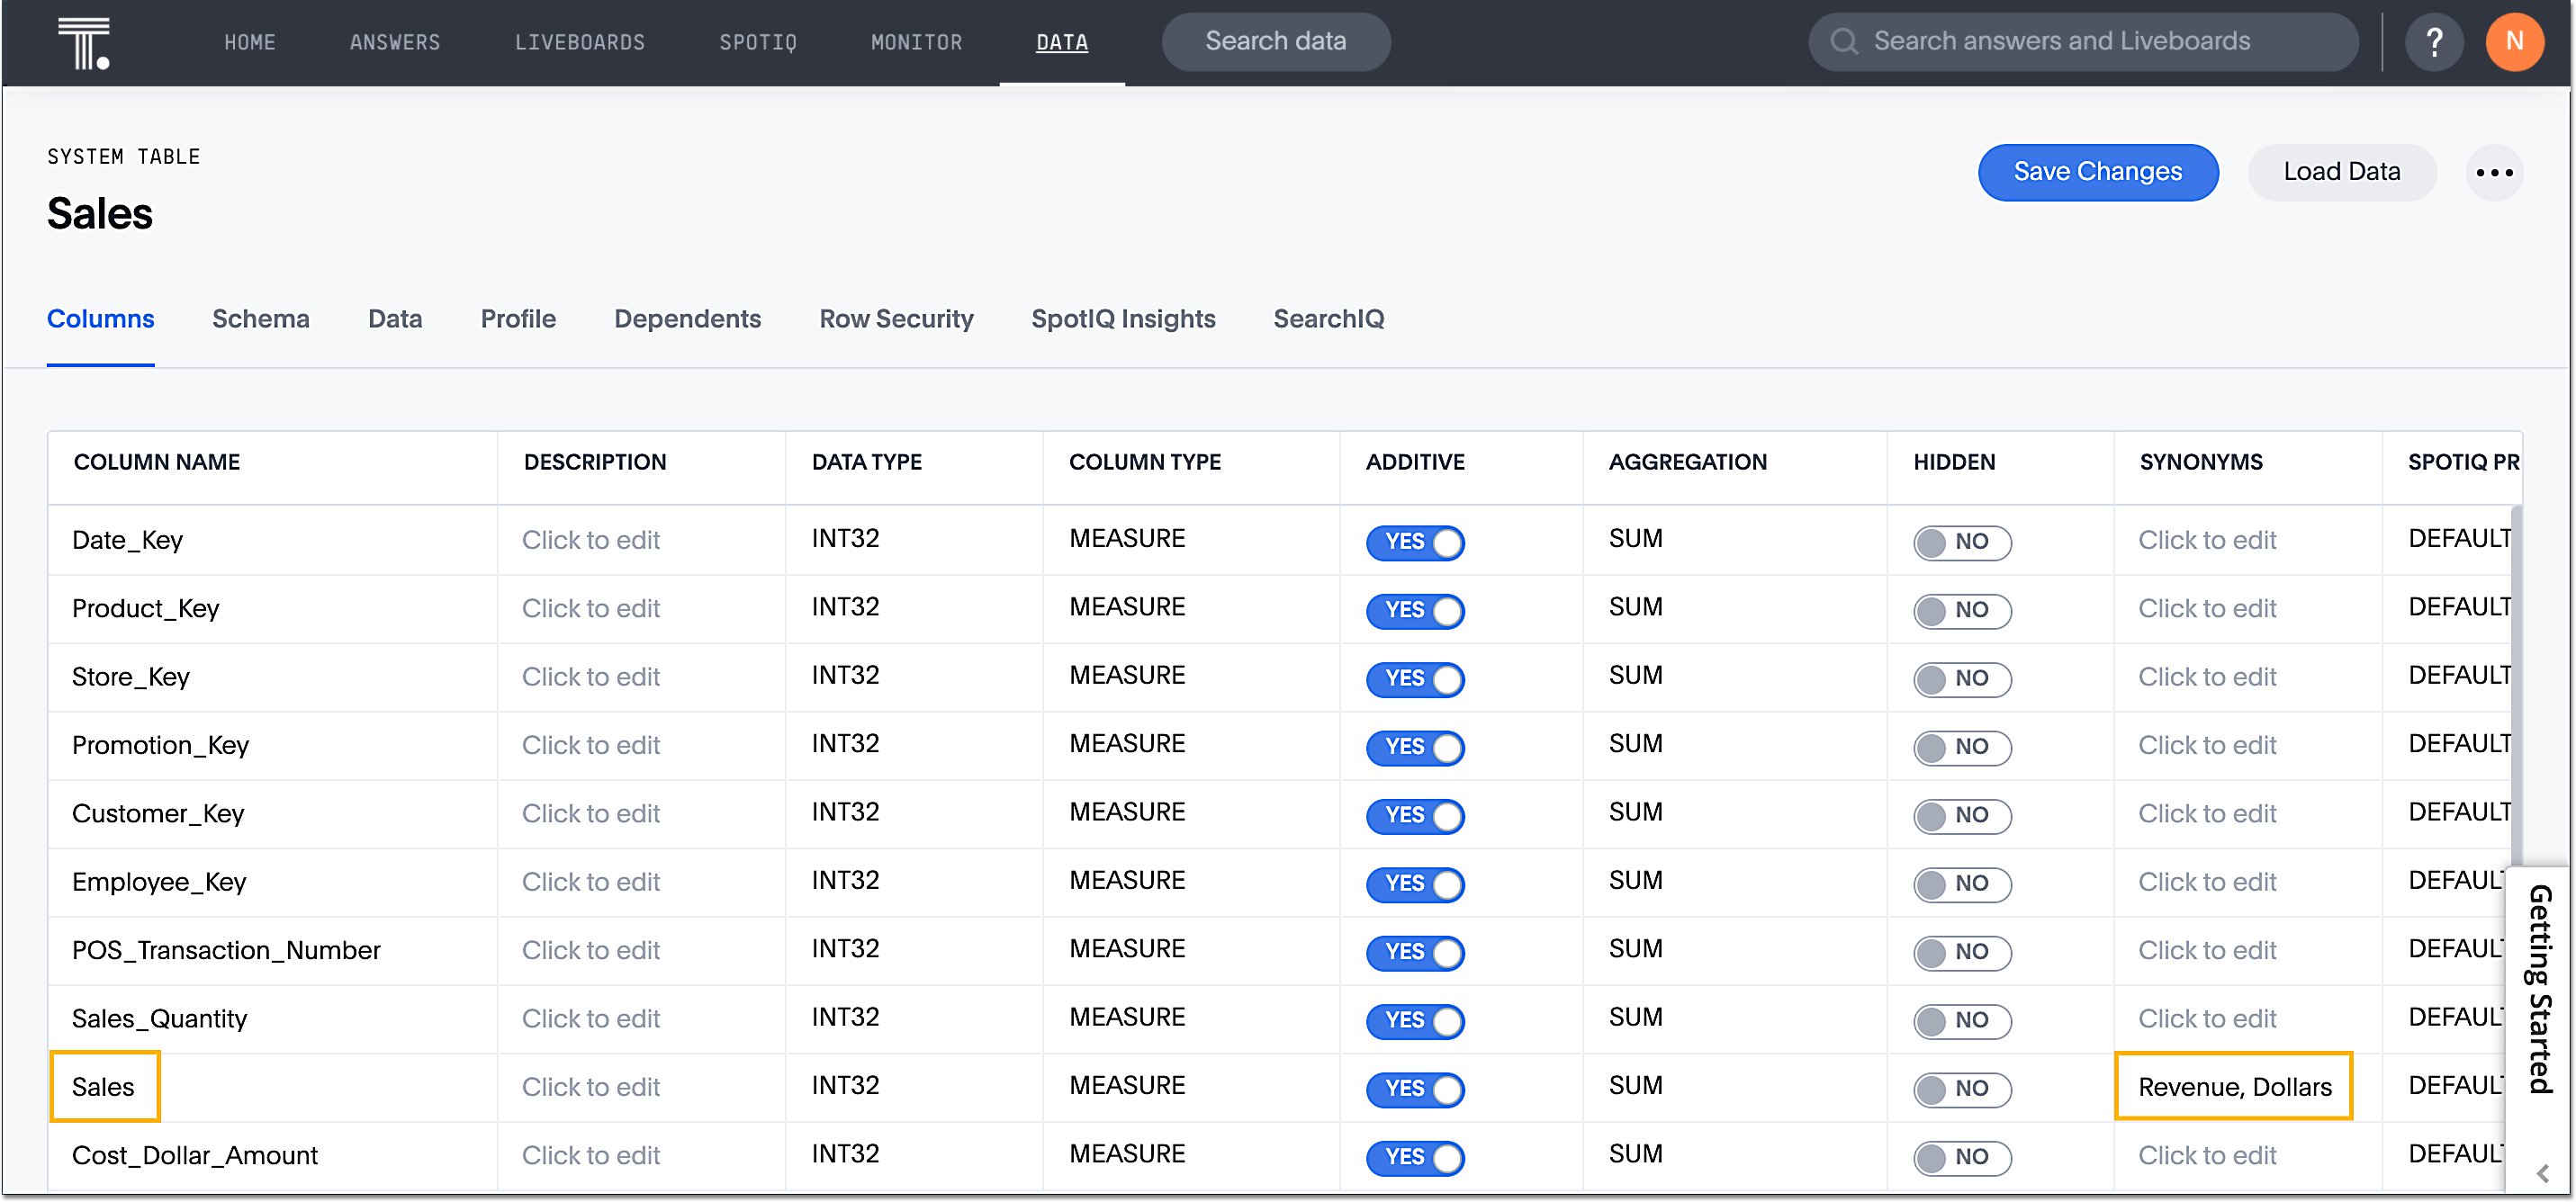 T. HOME ANSWERS LIVEBOARDS SPOTIQ MONITOR DATA Search data Search answers and Liveboards ? N
SYSTEM TABLE
Sales
Save Changes Load Data
Columns Schema Data Profile Dependents Row Security SpotIQ Insights SearchIQ
COLUMN NAME DESCRIPTION DATA TYPE COLUMN TYPE ADDITIVE AGGREGATION HIDDEN SYNONYMS SPOTIQ PR
Date_Key Click to edit INT32 MEASURE YES SUM NO Click to edit DEFAULT
Product_Key Click to edit INT32 MEASURE YES SUM NO Click to edit DEFAULT
Store_Key Click to edit INT32 MEASURE YES SUM NO Click to edit DEFAULT
Promotion_Key Click to edit INT32 MEASURE YES SUM NO Click to edit DEFAULT
Customer_Key Click to edit INT32 MEASURE YES SUM NO Click to edit DEFAULT
Employee_Key Click to edit INT32 MEASURE YES SUM NO Click to edit DEFAULT
POS_Transaction_Number Click to edit INT32 MEASURE YES SUM NO Click to edit DEFAULT
Sales_Quantity Click to edit INT32 MEASURE YES SUM NO Click to edit DEFAULT
Sales Click to edit INT32 MEASURE YES SUM NO Revenue, Dollars DEFAULT
Cost_Dollar_Amount Click to edit INT32 MEASURE YES SUM NO Click to edit DEFAULT
Getting Started